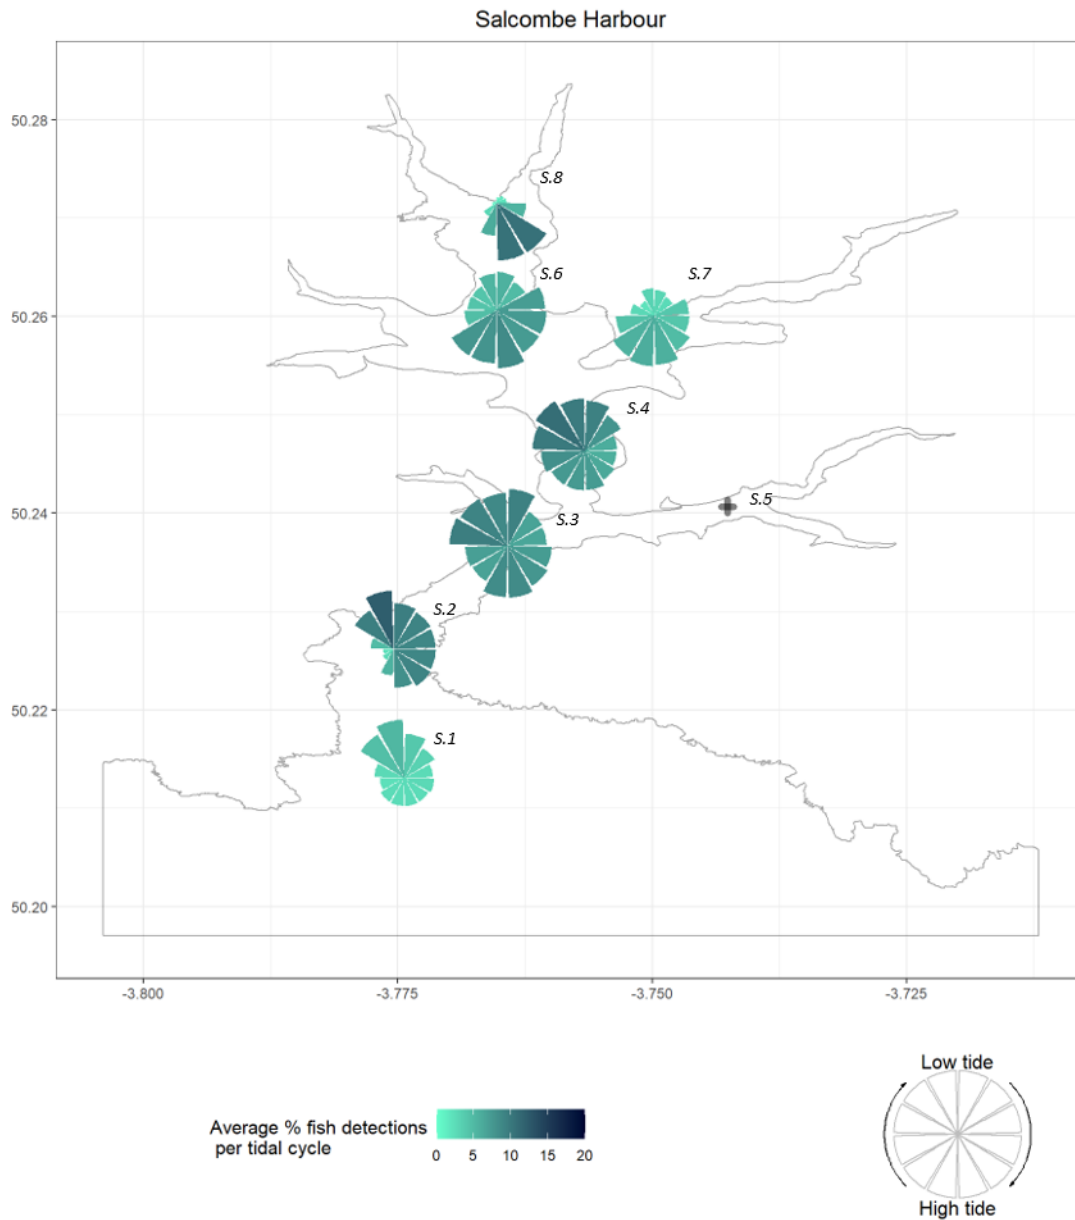 Salcombe Harbour
50.28
S.8
S.6
S.7
50.26
S.4
50.24
S.5
S.3
S.2
50.22
S.1
50.20
-3.800
-3.775
-3.750
-3.725
Average % fish detections
per tidal cycle
0 5 10 15 20
Low tide
High tide